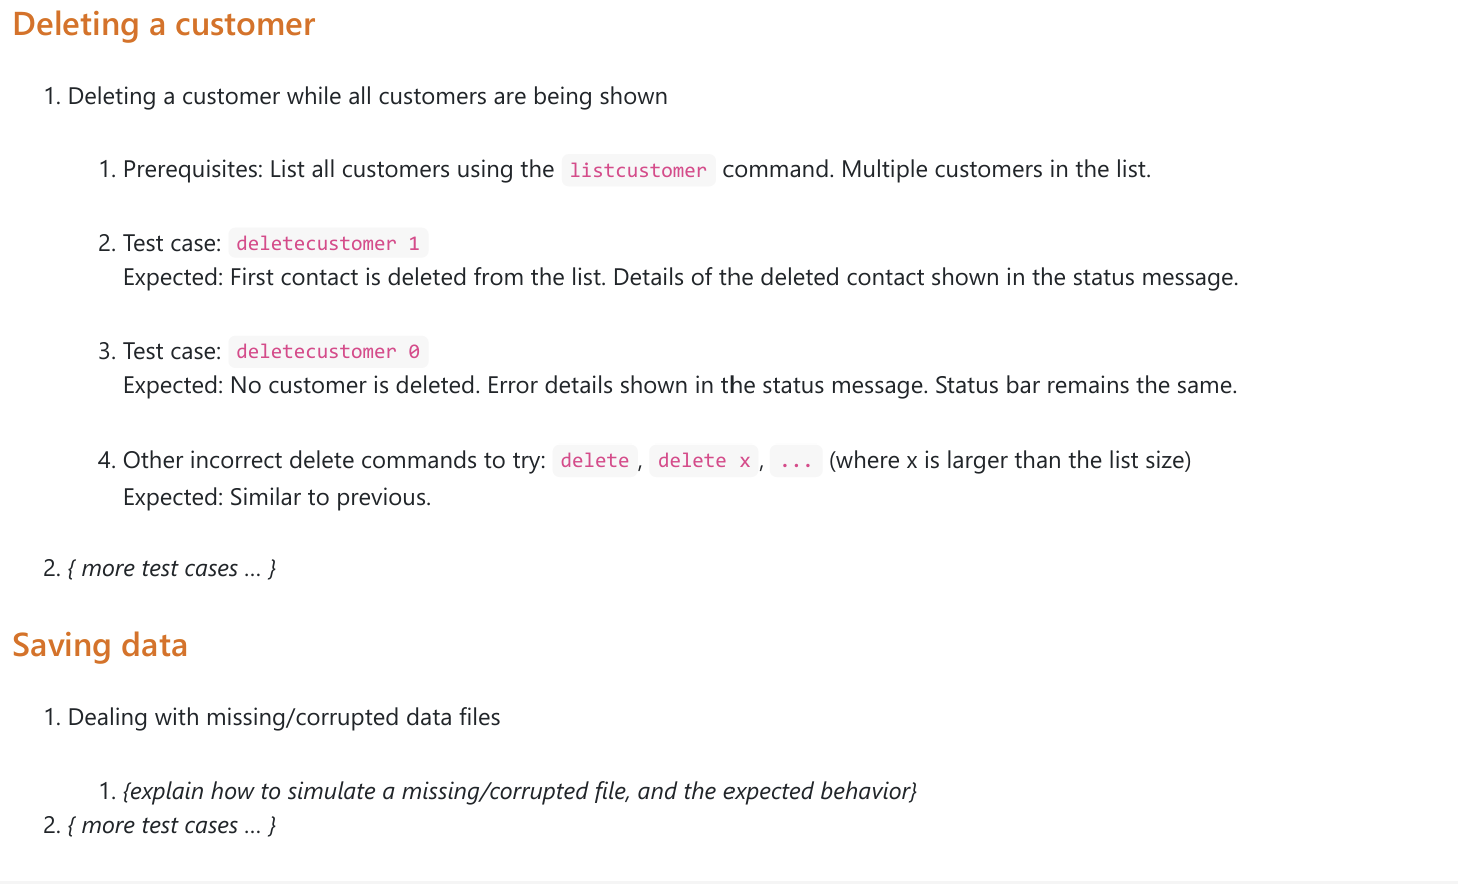 Deleting a customer
1. Deleting a customer while all customers are being shown
1. Prerequisites: List all customers using the listcustomer command. Multiple customers in the list.
2. Test case: deletecustomer 1
Expected: First contact is deleted from the list. Details of the deleted contact shown in the status message.
3. Test case: deletecustomer 0
Expected: No customer is deleted. Error details shown in the status message. Status bar remains the same.
4. Other incorrect delete commands to try: delete, delete x, ... (where x is larger than the list size)
Expected: Similar to previous.
2. { more test cases … }
Saving data
1. Dealing with missing/corrupted data files
1. {explain how to simulate a missing/corrupted file, and the expected behavior}
2. { more test cases … }